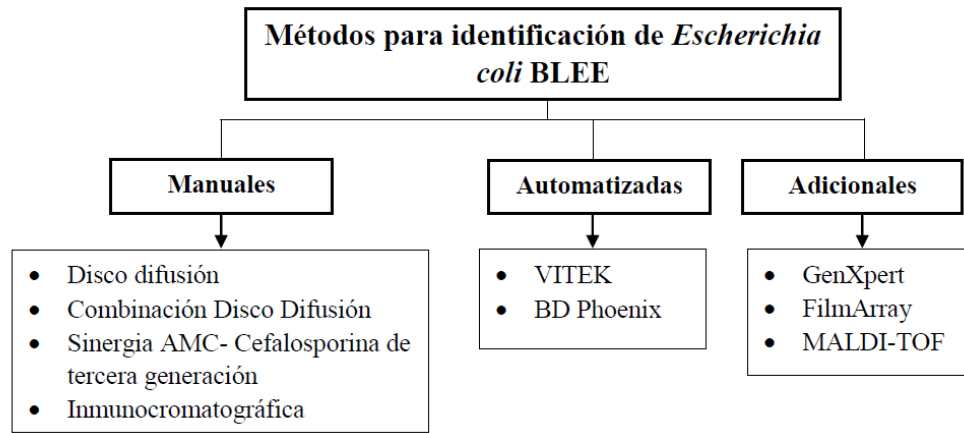 Métodos para identificación de Escherichia
coli BLEE
Manuales
Automatizadas
Adicionales
• Disco difusión
• Combinación Disco Difusión
• Sinergia AMC- Cefalosporina de
tercera generación
• Inmunocromatográfica
• VITEK
• BD Phoenix
• GenXpert
• FilmArray
• MALDI-TOF